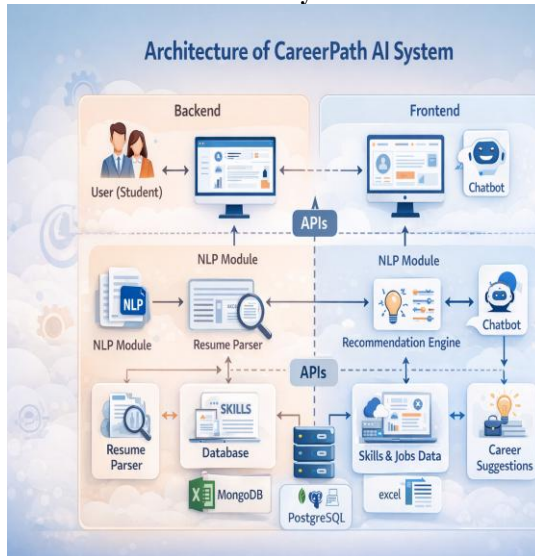 Architecture of CareerPath AI System
Backend
Frontend
User (Student)
Chatbot
APIs
NLP Module
NLP Module
NLP
NLP Module
Resume Parser
Recommendation Engine
Chatbot
APIs
SKILLS
Resume
Parser
Database
Skills & Jobs Data
Career
Suggestions
X
MongoDB
PostgreSQL
excel